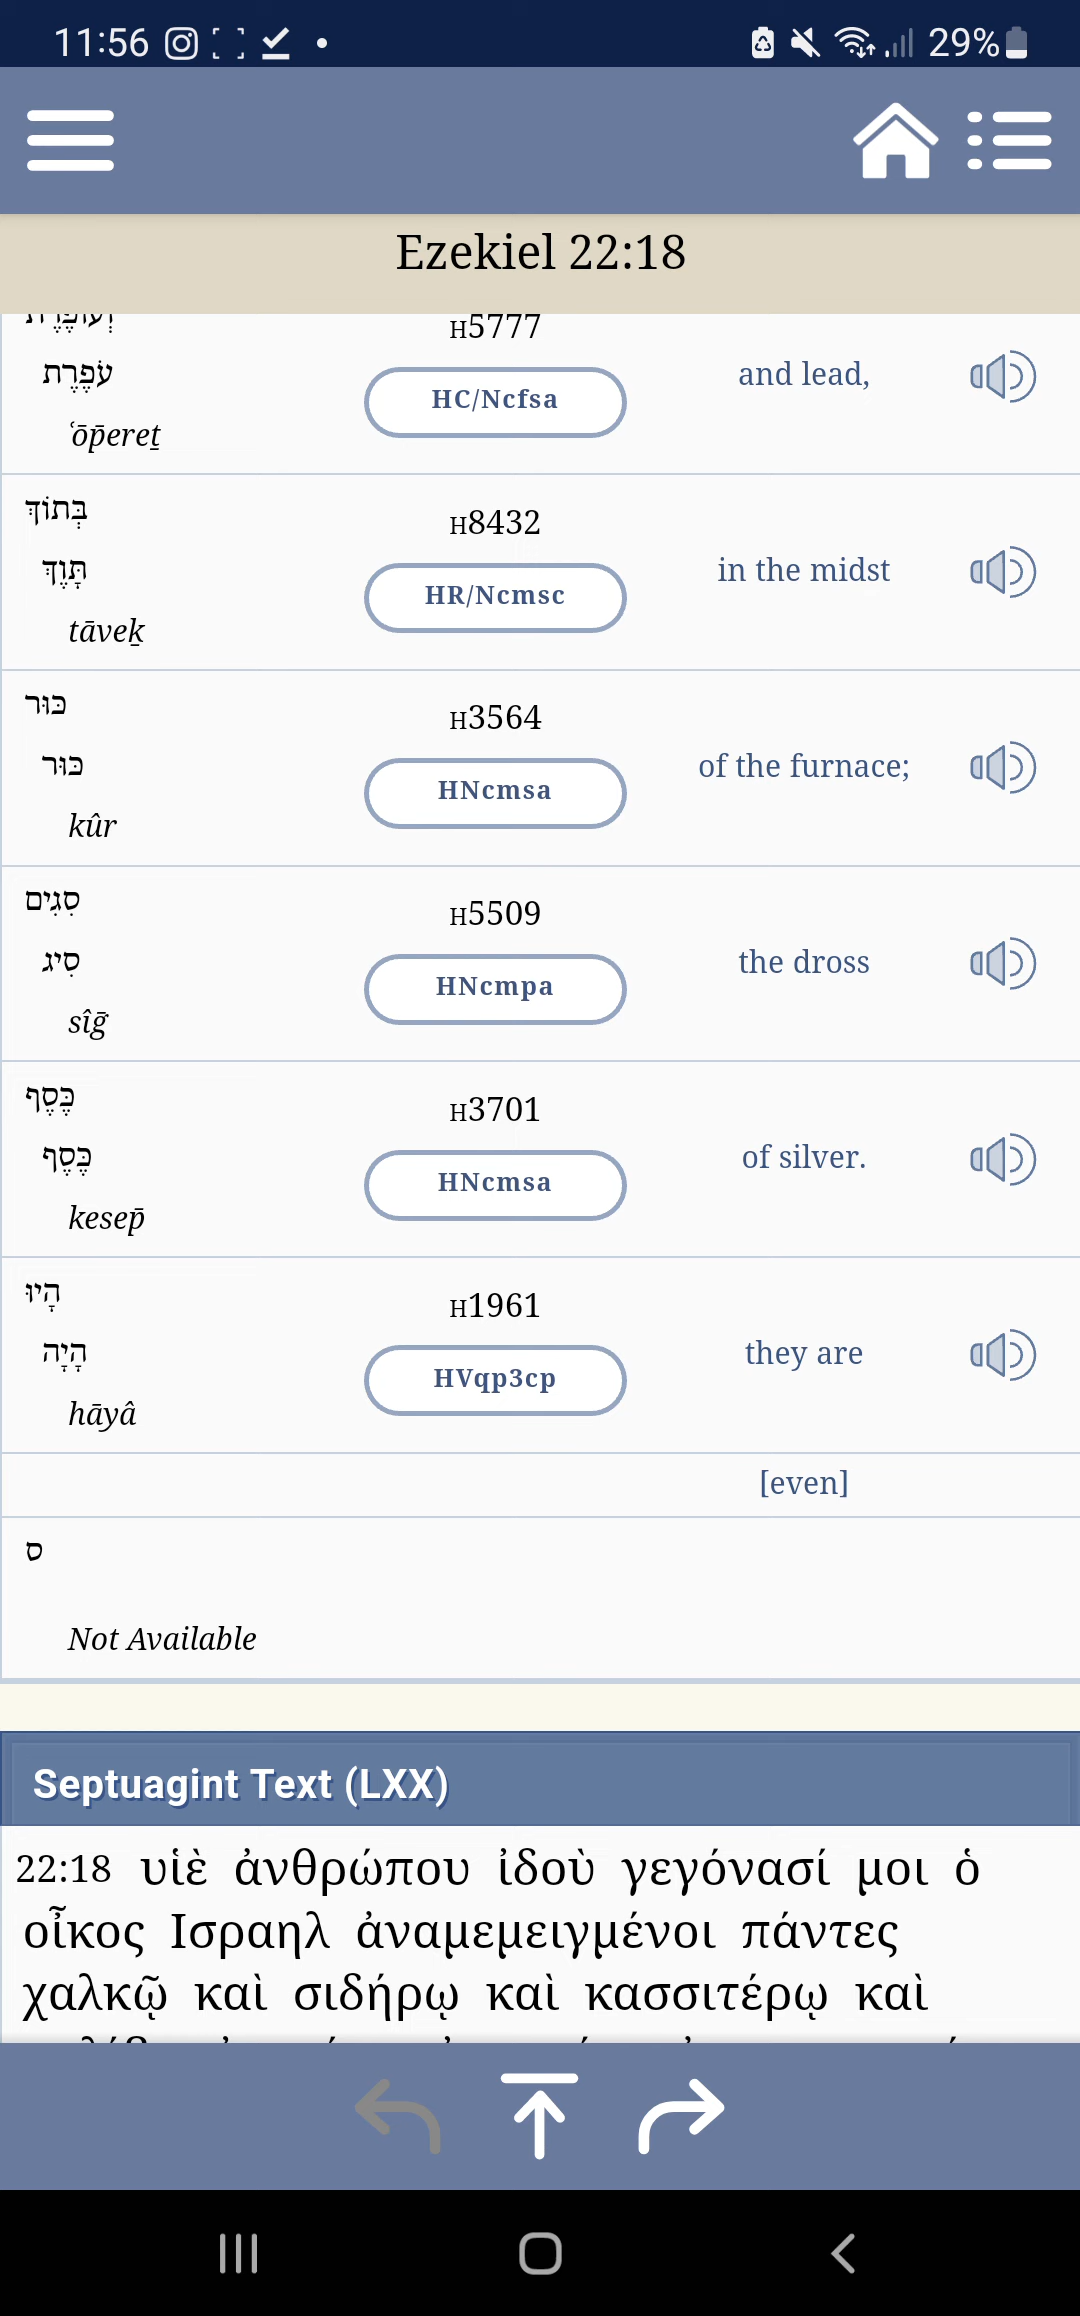 11:56
29%
Ezekiel 22:18
H5777
עֹפֶרֶת
HC/Ncfsa
and lead,
ʿōp̄ereṯ
בְּתוֹךְ
H8432
תָּוֶךְ
HR/Ncmsc
in the midst
tāveḵ
כּוּר
H3564
כּוּר
HNcmsa
of the furnace;
kûr
סִגִים
H5509
סִיג
HNcmpa
the dross
sîḡ
כֶּסֶף
H3701
כֶּסֶף
HNcmsa
of silver.
kesep̄
הָיוּ
H1961
הָיָה
HVqp3cp
they are
hāyâ
[even]
ס
Not Available
Septuagint Text (LXX)
22:18 υἱὲ ἀνθρώπου ἰδοὺ γεγόνασί μοι ὁ
οἶκος Ισραηλ ἀναμεμειγμένοι πάντες
χαλκῷ καὶ σιδήρῳ καὶ κασσιτέρῳ καὶ